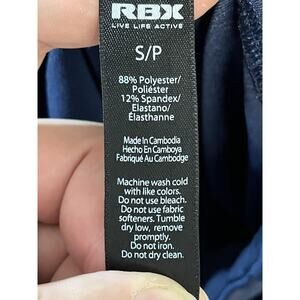 RBX
LIVE LIFE ACTIVE
S/P
88% Polyester/
Poliéster
12% Spandex/
Elastano/
Élasthanne
Made In Cambodia
Hecho En Camboya
Fabriqué Au Cambodge
Machine wash cold
with like colors.
Do not use bleach.
Do not use fabric
softeners. Tumble
dry low, remove
promptly.
Do not iron.
Do not dry clean.